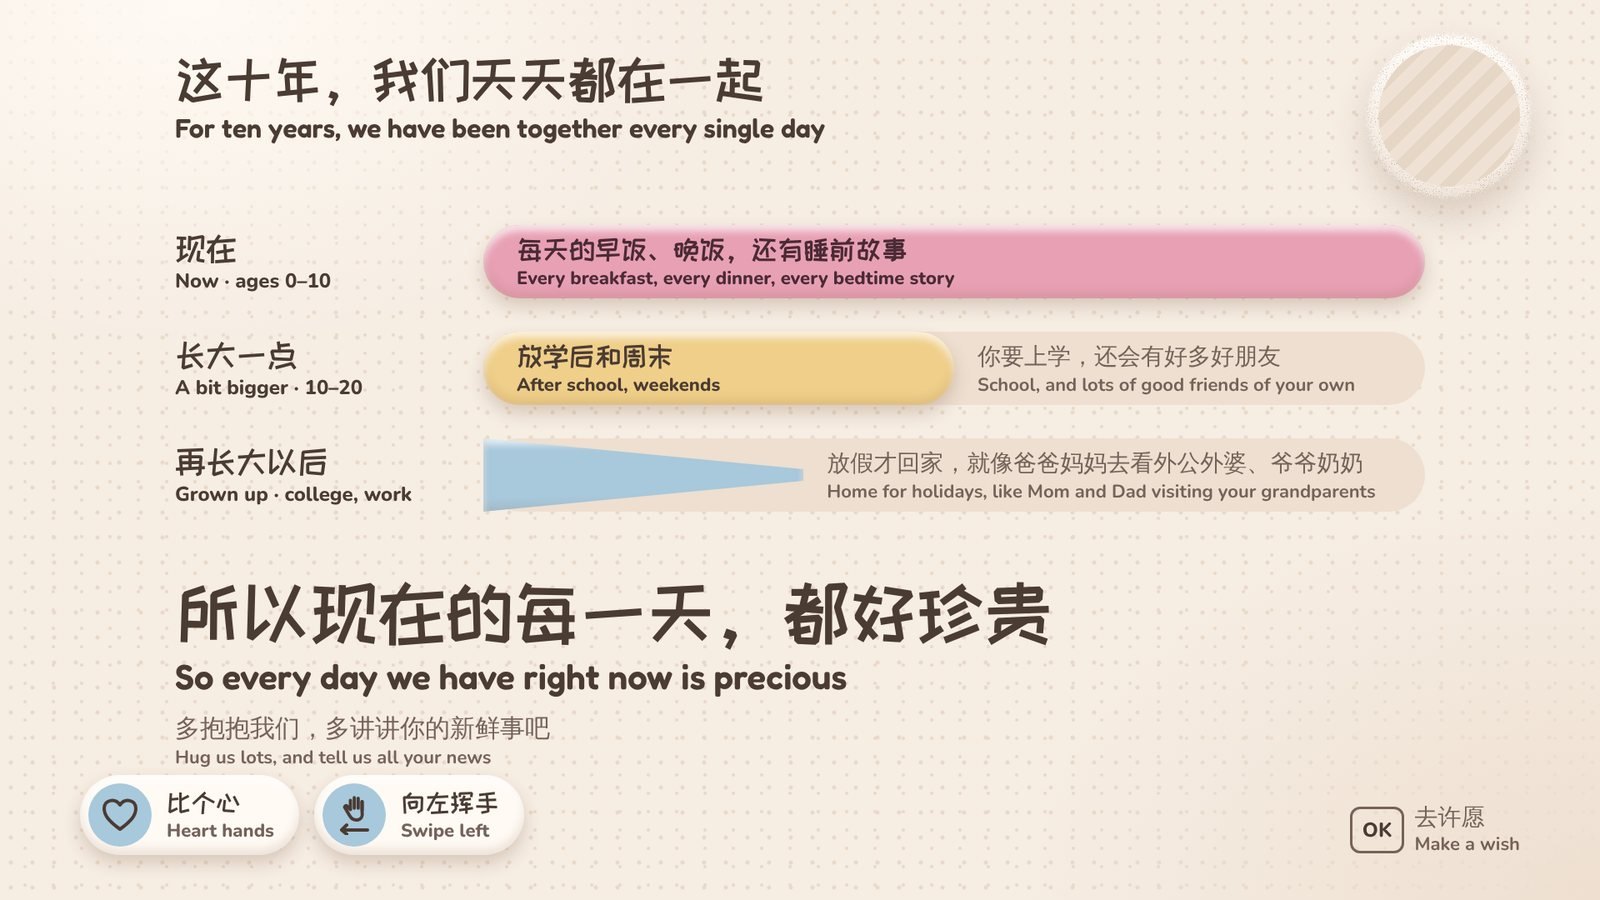 这十年，我们天天都在一起
For ten years, we have been together every single day
现在
Now · ages 0–10
每天的早饭、晚饭，还有睡前故事
Every breakfast, every dinner, every bedtime story
长大一点
A bit bigger · 10–20
放学后和周末
After school, weekends
你要上学，还会有好多好朋友
School, and lots of good friends of your own
再长大以后
Grown up · college, work
放假才回家，就像爸爸妈妈去看外公外婆、爷爷奶奶
Home for holidays, like Mom and Dad visiting your grandparents
所以现在的每一天，都好珍贵
So every day we have right now is precious
多抱抱我们，多讲讲你的新鲜事吧
Hug us lots, and tell us all your news
比个心
Heart hands
向左挥手
Swipe left
OK
去许愿
Make a wish